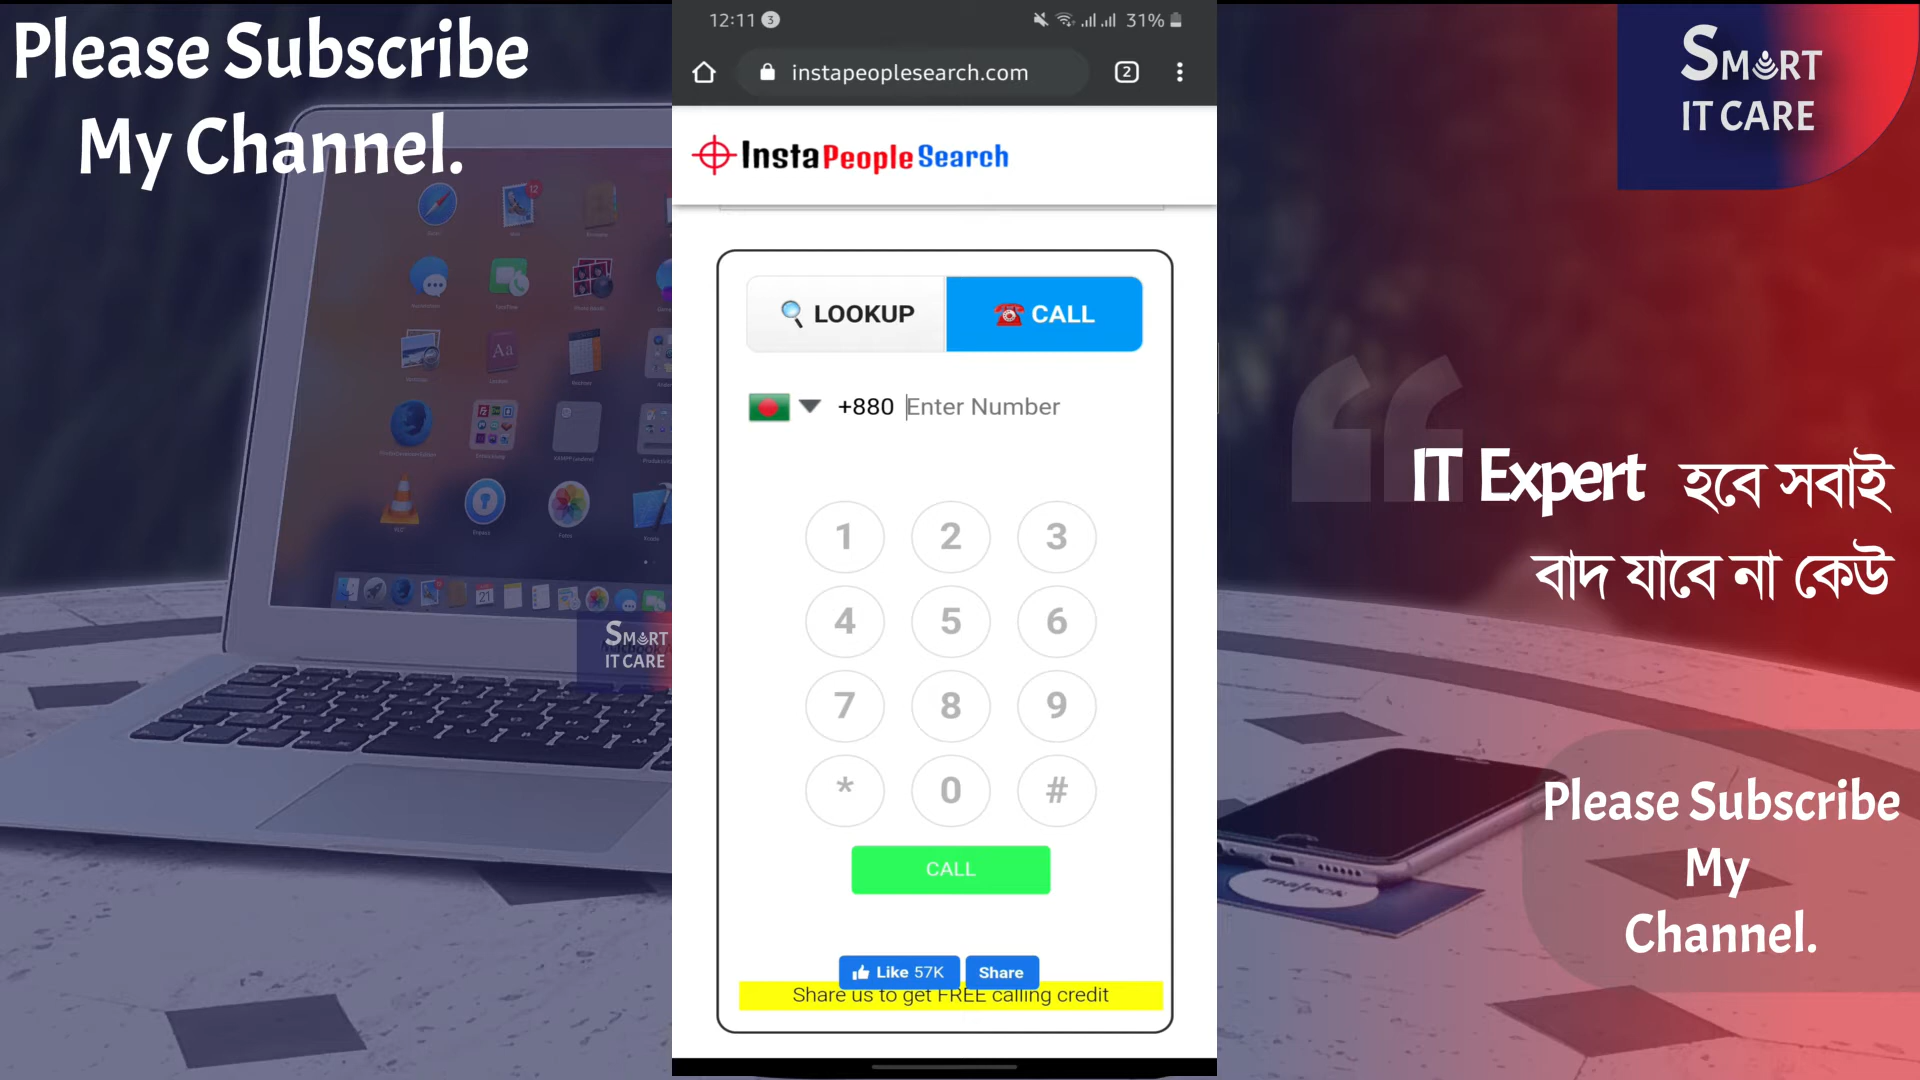 Please Subscribe
My Channel.
SMART
IT CARE
12:11 3
31%
instapeoplesearch.com
2
InstaPeopleSearch
LOOKUP
CALL
+880 Enter Number
1 2 3
4 5 6
7 8 9
* 0 #
CALL
Like 57K Share
Share us to get FREE calling credit
SMART
IT CARE
IT Expert হবে সবাই
বাদ যাবে না কেউ
Please Subscribe
My
Channel.